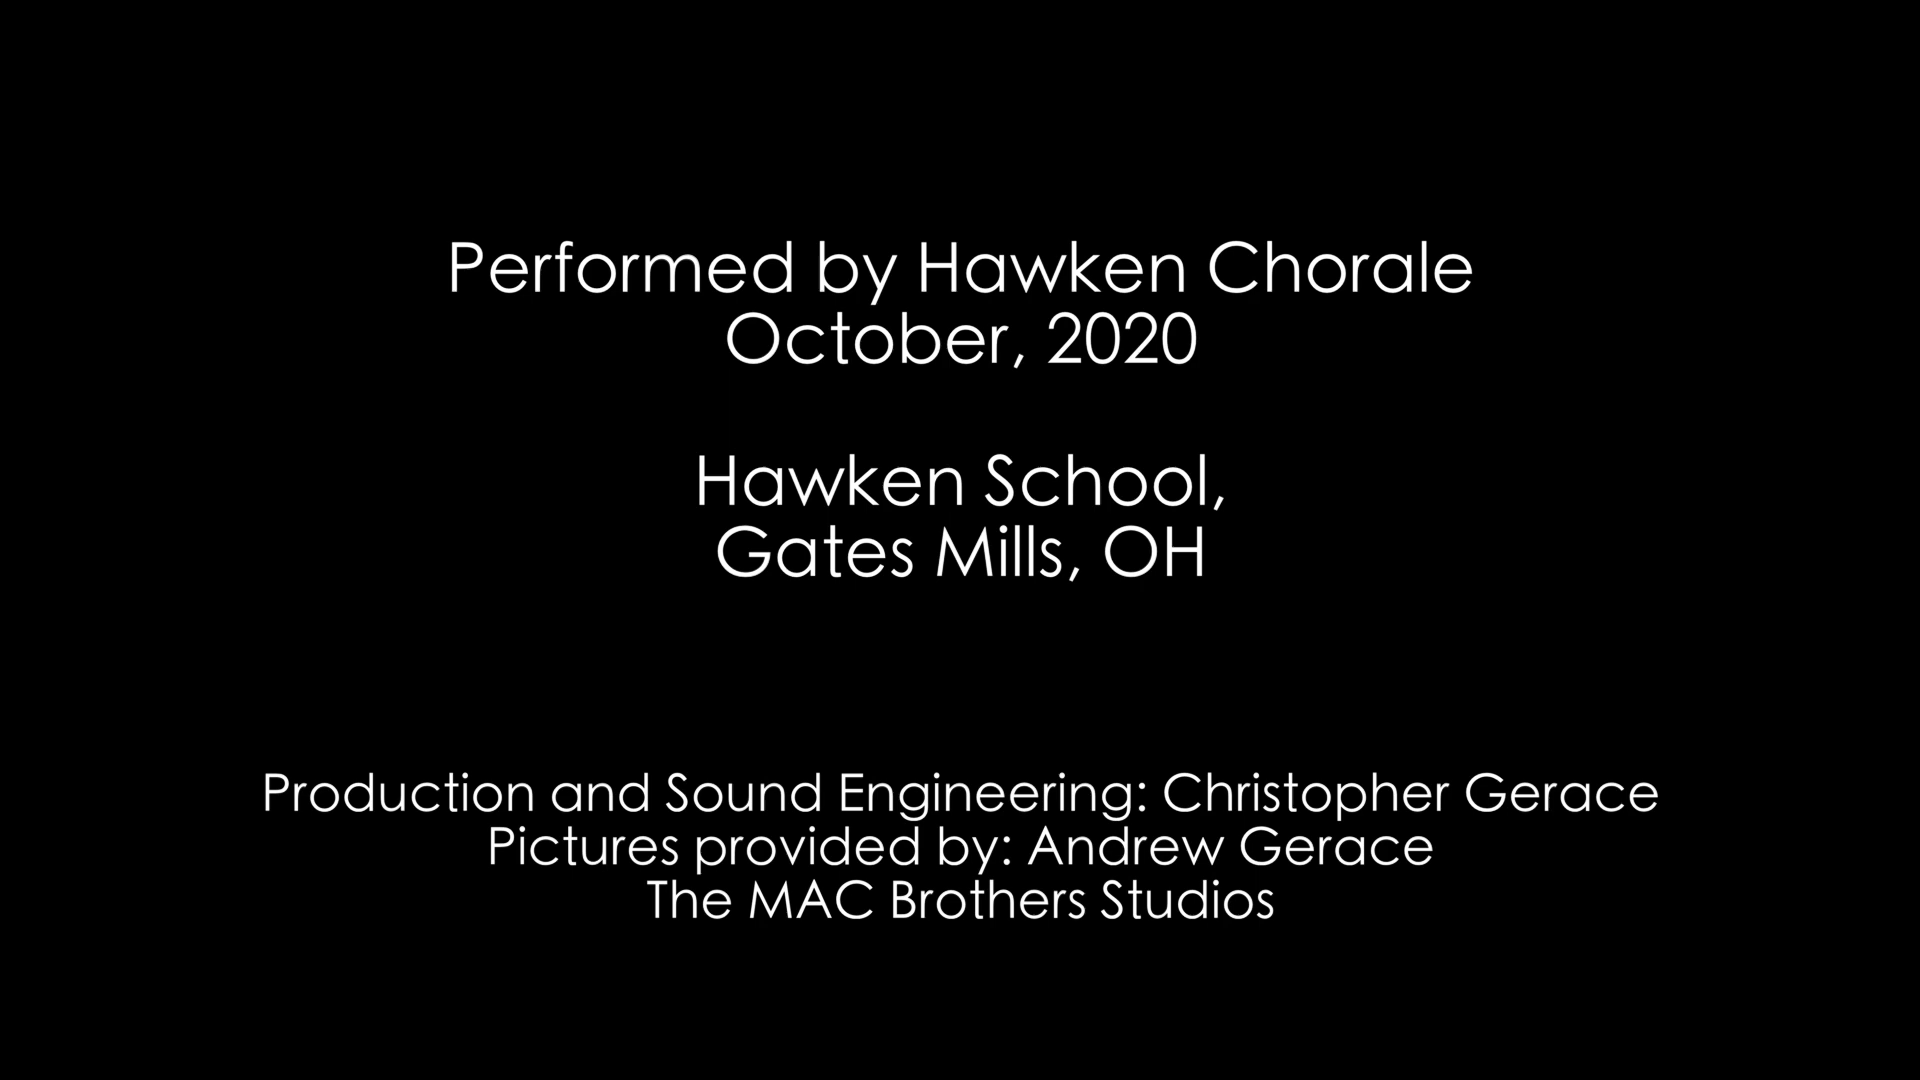 Performed by Hawken Chorale
October, 2020
Hawken School,
Gates Mills, OH
Production and Sound Engineering: Christopher Gerace
Pictures provided by: Andrew Gerace
The MAC Brothers Studios